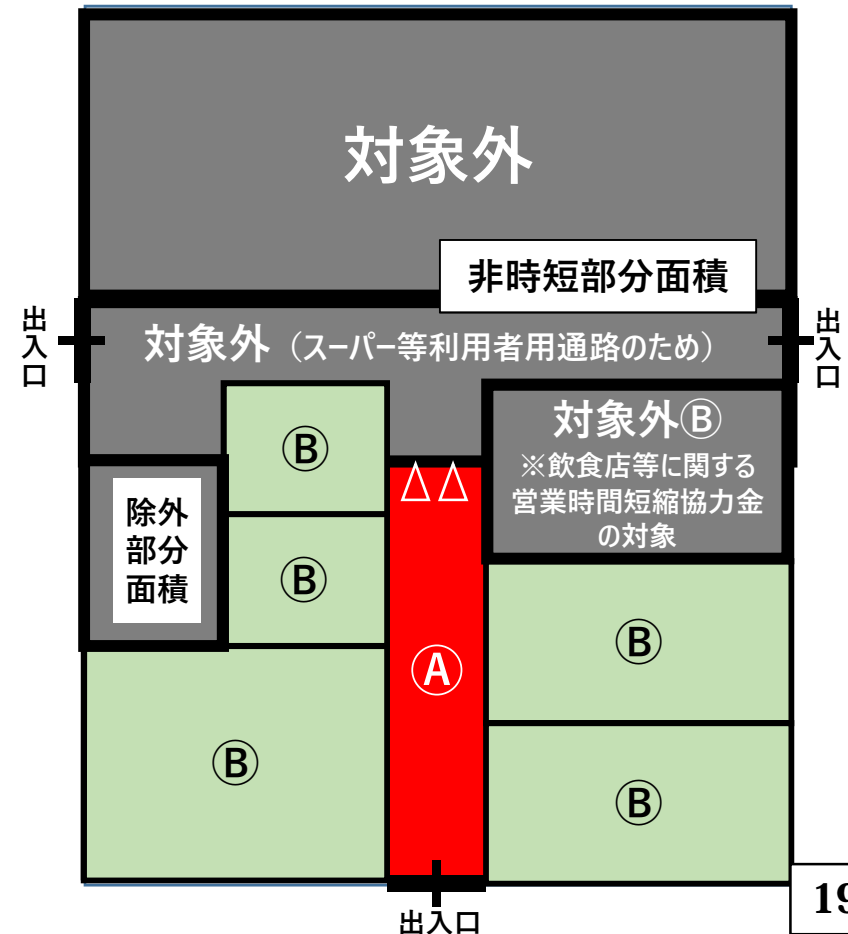 対象外
非時短部分面積
出入口
対象外（スーパー等利用者用通路のため）
出入口
Ⓑ
対象外Ⓑ
※飲食店等に関する
営業時間短縮協力金
の対象
除外
部分
面積
Ⓑ
Ⓐ
Ⓑ
Ⓑ
Ⓑ
出入口
19